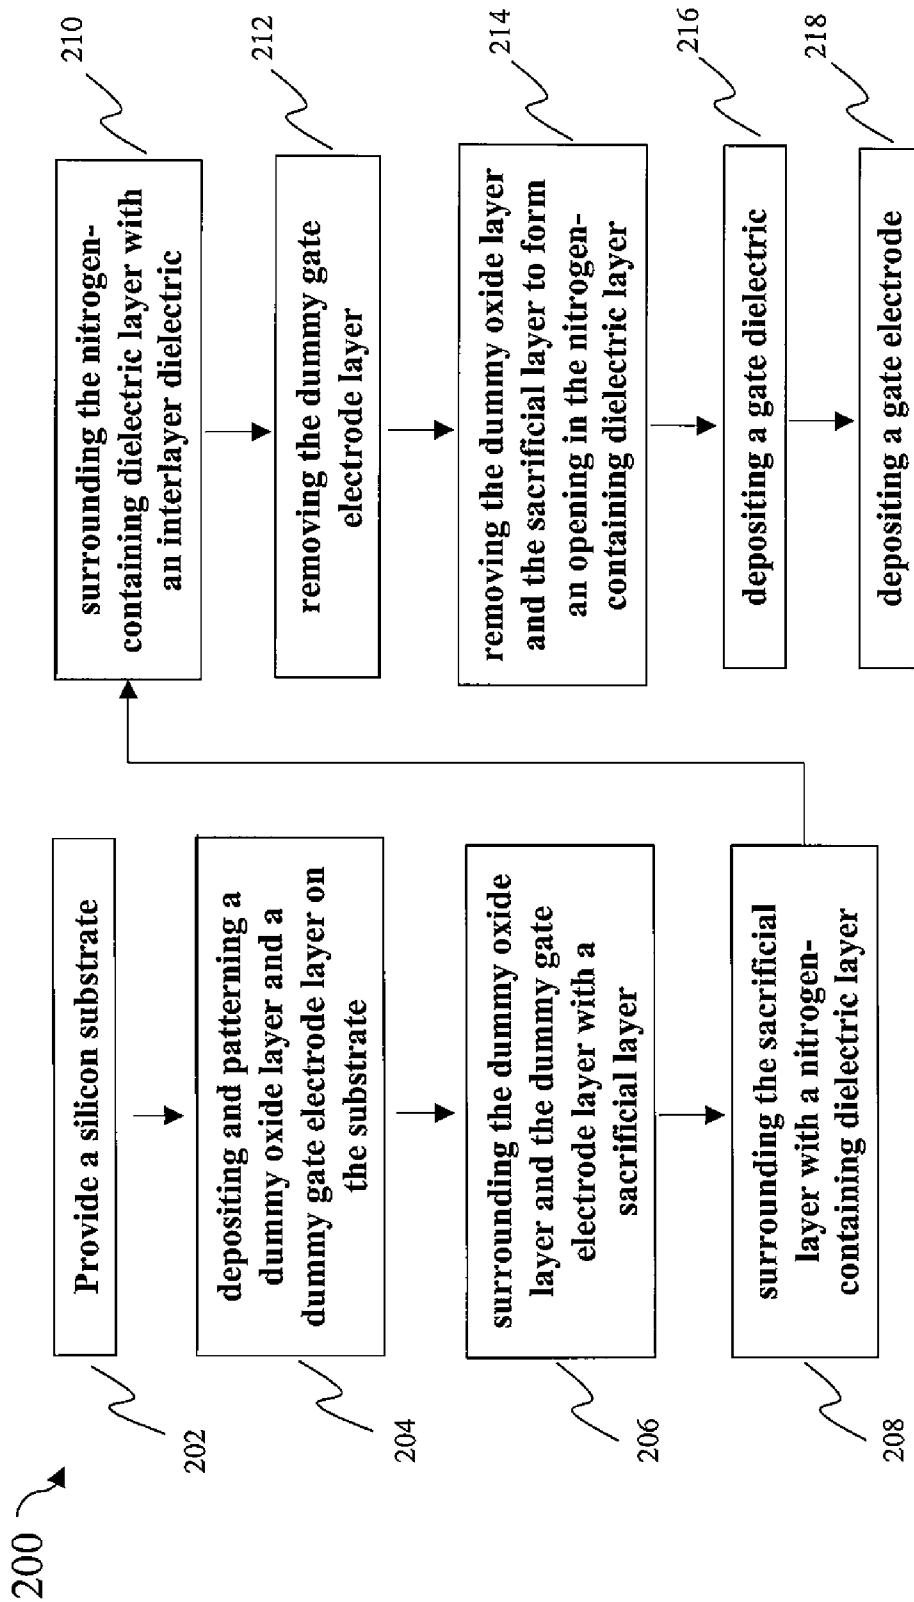 200
202
Provide a silicon substrate
204
depositing and patterning a
dummy oxide layer and a
dummy gate electrode layer on
the substrate
206
surrounding the dummy oxide
layer and the dummy gate
electrode layer with a
sacrificial layer
208
surrounding the sacrificial
layer with a nitrogen-
containing dielectric layer
210
surrounding the nitrogen-
containing dielectric layer with
an interlayer dielectric
212
removing the dummy gate
electrode layer
214
removing the dummy oxide layer
and the sacrificial layer to form
an opening in the nitrogen-
containing dielectric layer
216
depositing a gate dielectric
218
depositing a gate electrode